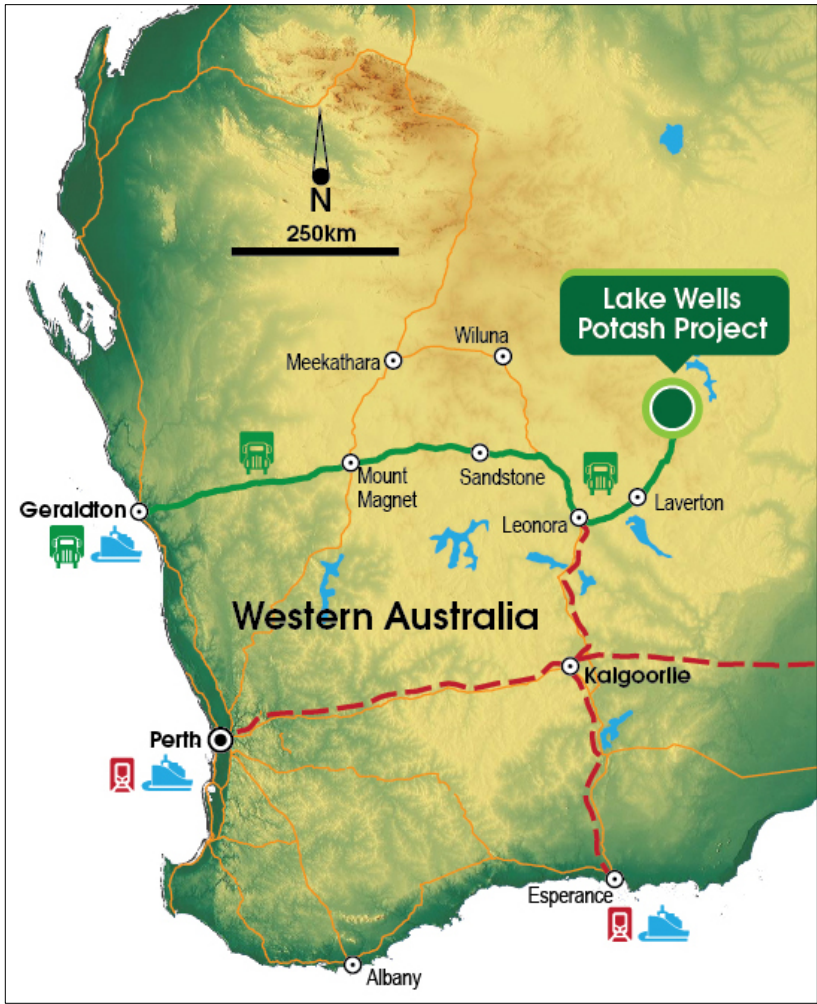 N
250km
Lake Wells
Potash Project
Wiluna
Meekathara
Mount
Magnet
Sandstone
Geraldton
Leonora
Laverton
Western Australia
Kalgoorlie
Perth
Esperance
Albany